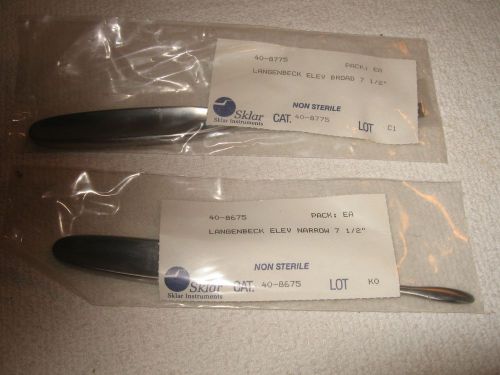 40-8775 PACK: EA
LANGENBECK ELEV BROAD 7 1/2"
NON STERILE
Sklar
Sklar Instruments
CAT. 40-8775
LOT C1
40-8675 PACK: EA
LANGENBECK ELEV NARROW 7 1/2"
NON STERILE
Sklar
Sklar Instruments
CAT. 40-8675
LOT KO